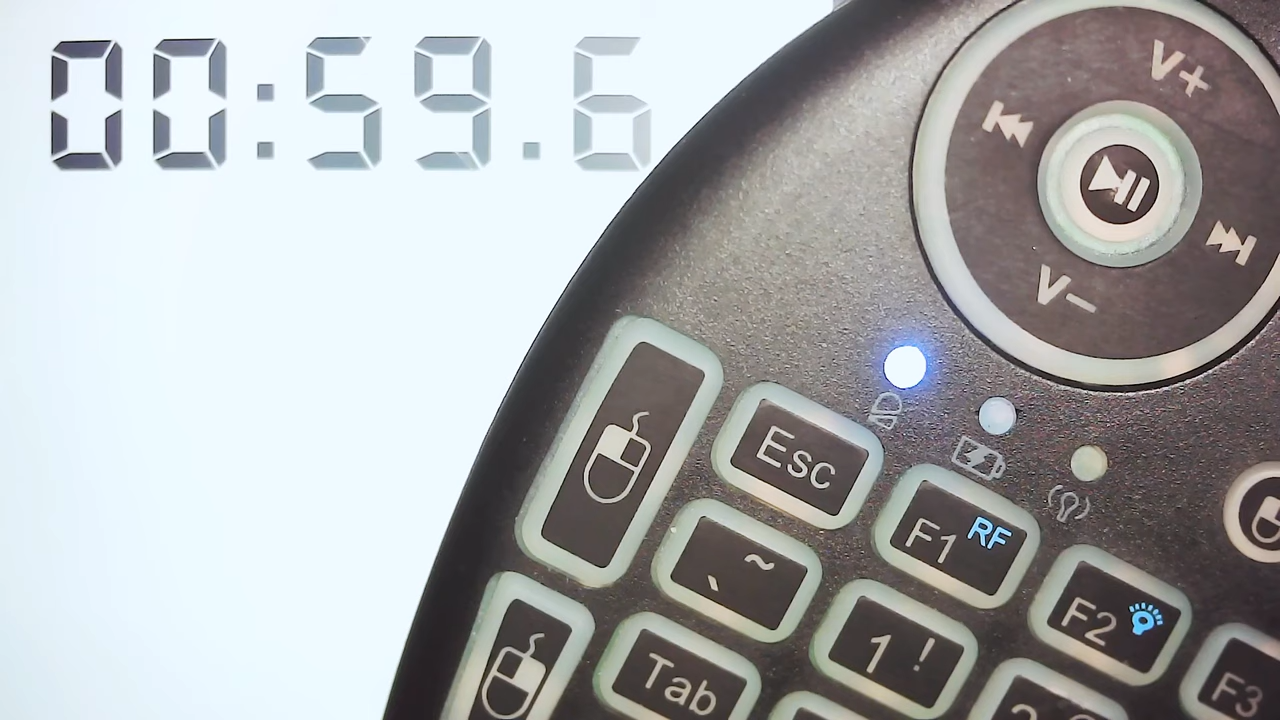 00:59.6
V+
V−
Esc
F1 RF
` ~
F2
1 !
Tab
F3